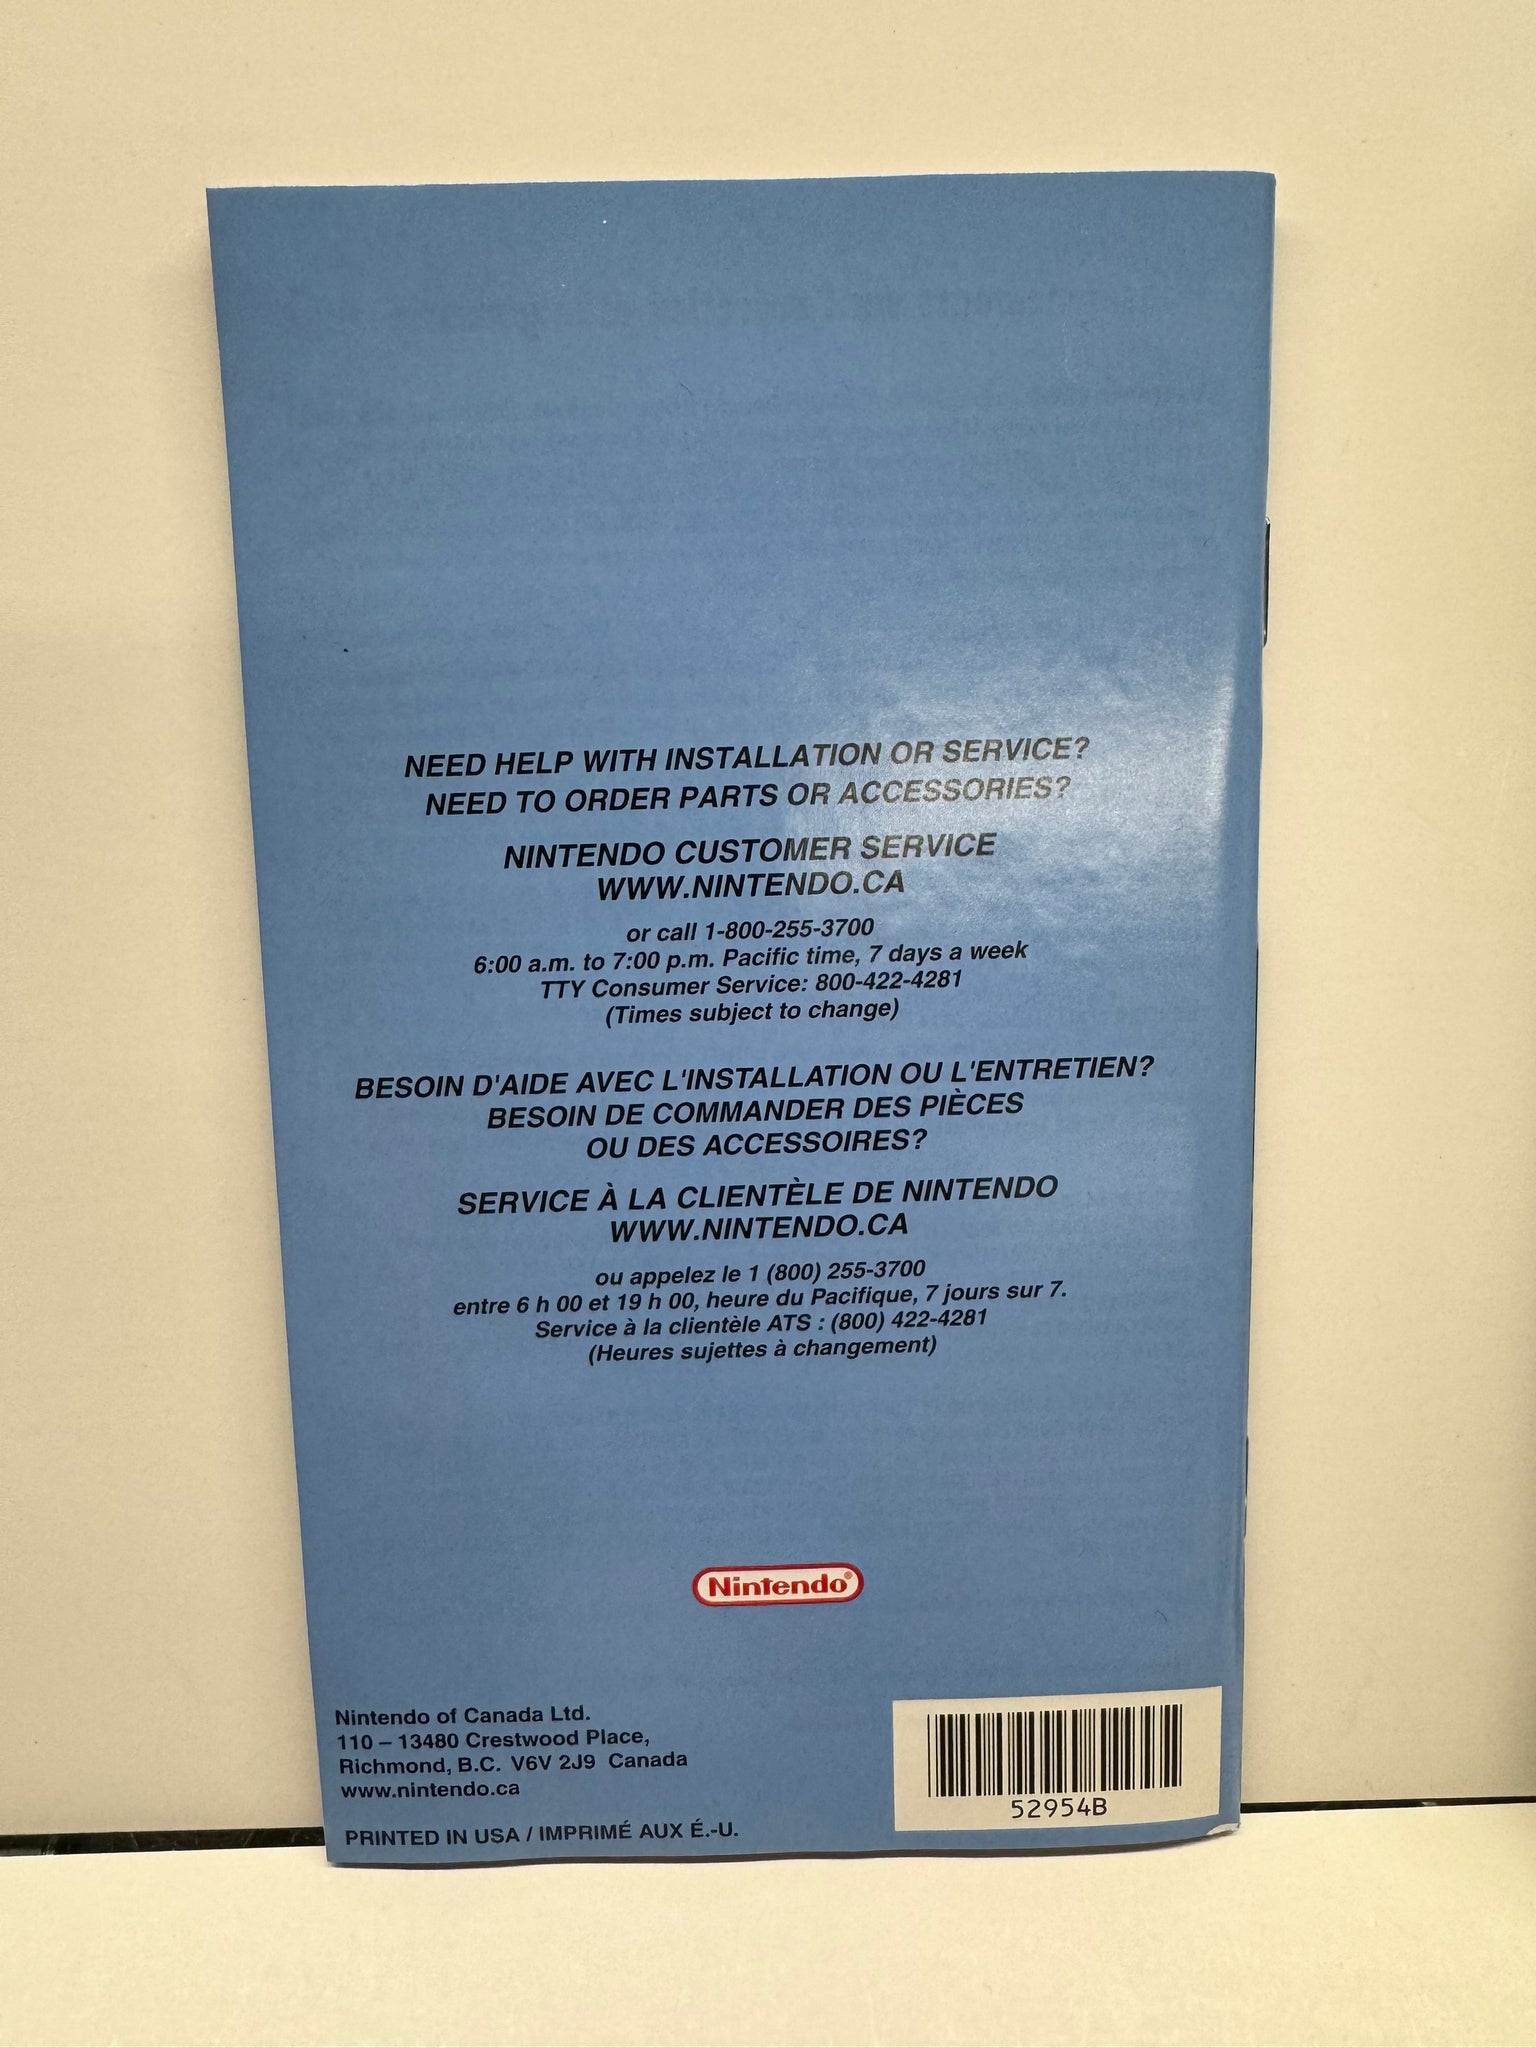 NEED HELP WITH INSTALLATION OR SERVICE?
NEED TO ORDER PARTS OR ACCESSORIES?
NINTENDO CUSTOMER SERVICE
WWW.NINTENDO.CA
or call 1-800-255-3700
6:00 a.m. to 7:00 p.m. Pacific time, 7 days a week
TTY Consumer Service: 800-422-4281
(Times subject to change)
BESOIN D'AIDE AVEC L'INSTALLATION OU L'ENTRETIEN?
BESOIN DE COMMANDER DES PIÈCES
OU DES ACCESSOIRES?
SERVICE À LA CLIENTÈLE DE NINTENDO
WWW.NINTENDO.CA
ou appelez le 1 (800) 255-3700
entre 6 h 00 et 19 h 00, heure du Pacifique, 7 jours sur 7.
Service à la clientèle ATS : (800) 422-4281
(Heures sujettes à changement)
Nintendo®
Nintendo of Canada Ltd.
110 – 13480 Crestwood Place,
Richmond, B.C. V6V 2J9 Canada
www.nintendo.ca
PRINTED IN USA / IMPRIMÉ AUX É.-U.
52954B